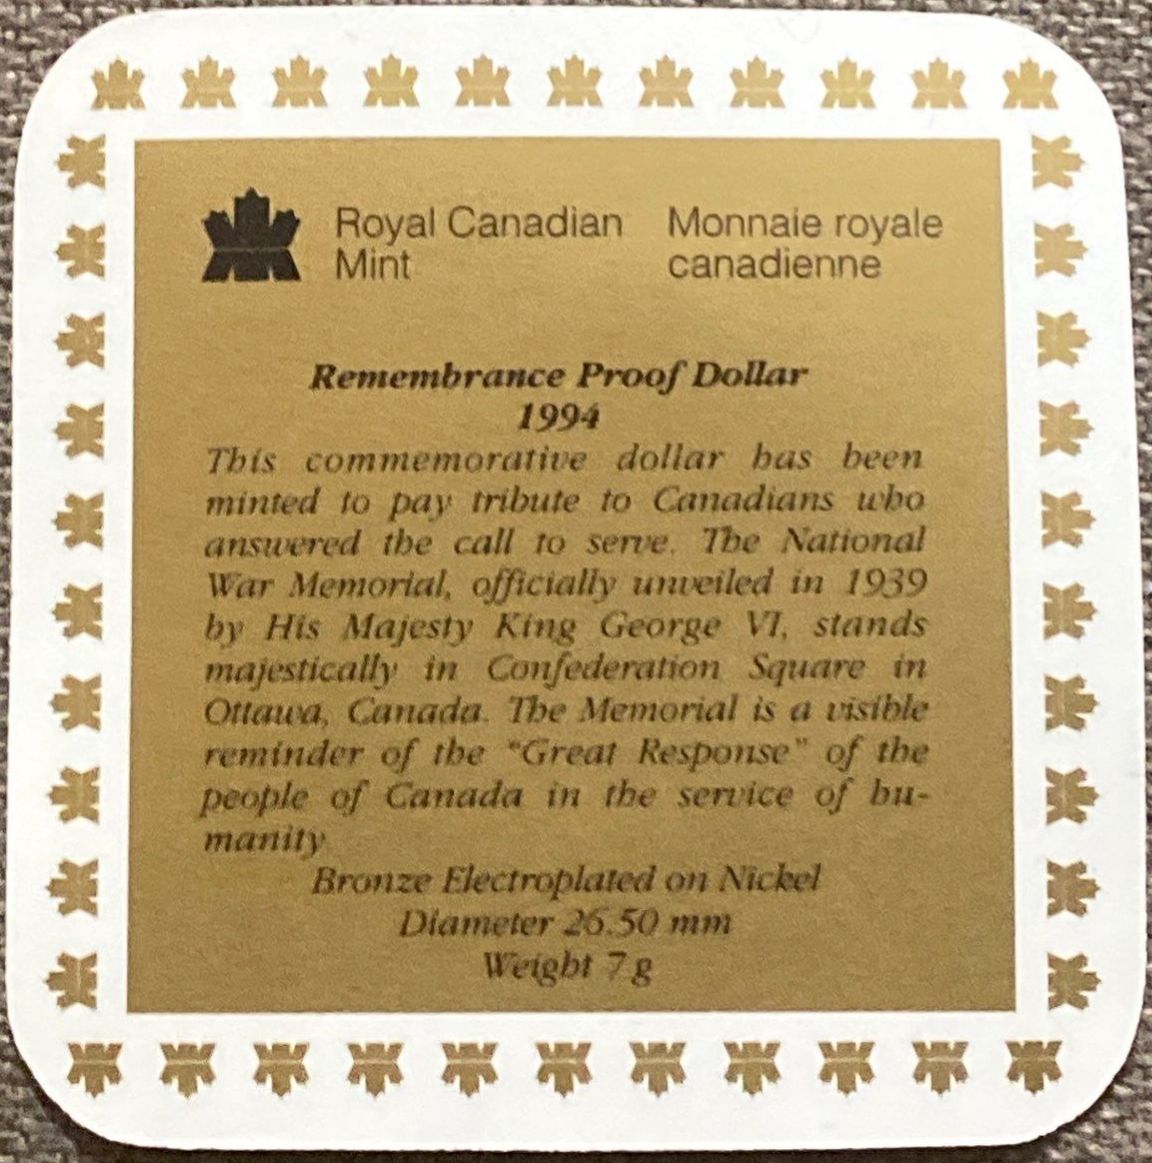 Royal Canadian Mint
Monnaie royale canadienne
Remembrance Proof Dollar
1994
This commemorative dollar has been
minted to pay tribute to Canadians who
answered the call to serve. The National
War Memorial, officially unveiled in 1939
by His Majesty King George VI, stands
majestically in Confederation Square in
Ottawa, Canada. The Memorial is a visible
reminder of the "Great Response" of the
people of Canada in the service of hu-
manity
Bronze Electroplated on Nickel
Diameter 26.50 mm
Weight 7 g